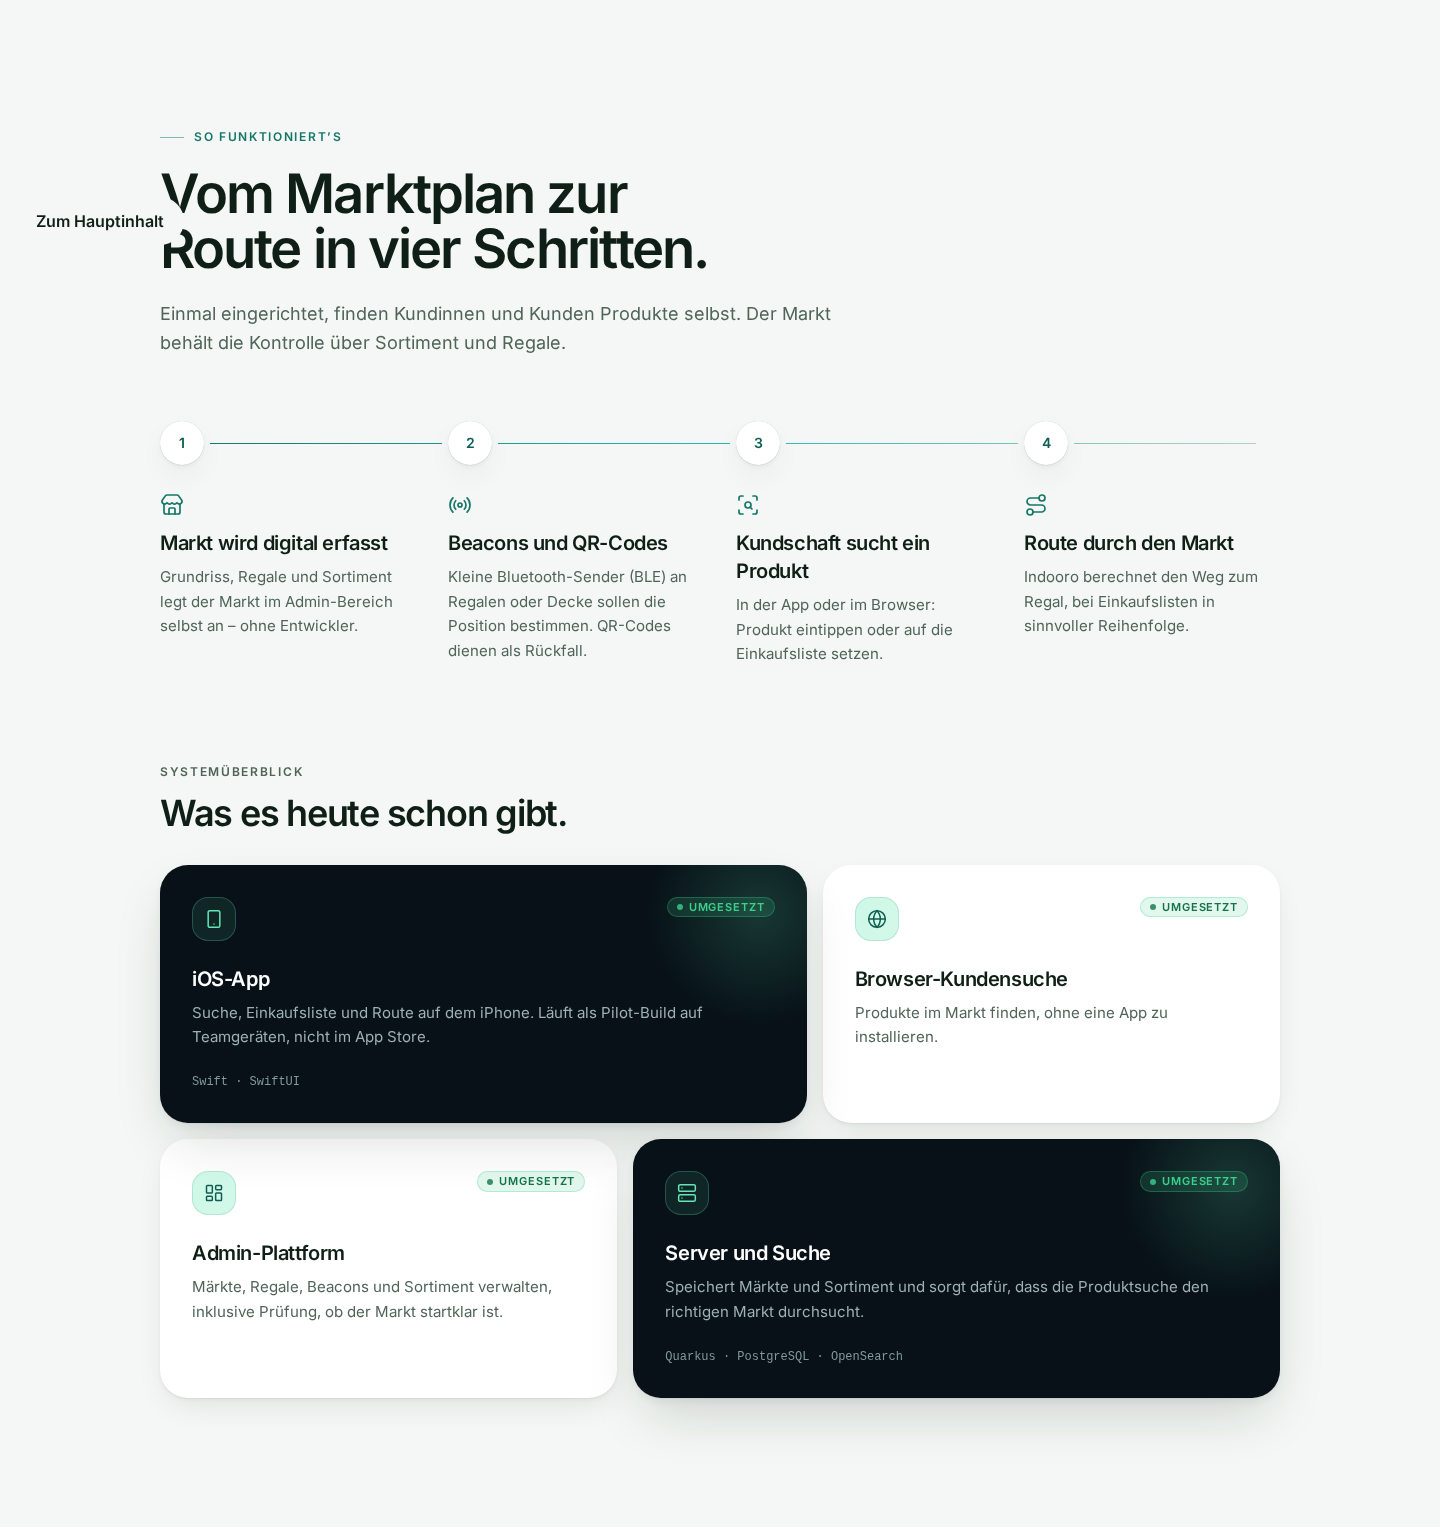 SO FUNKTIONIERT’S
Vom Marktplan zur
Zum Hauptinhalt
Route in vier Schritten.
Einmal eingerichtet, finden Kundinnen und Kunden Produkte selbst. Der Markt
behält die Kontrolle über Sortiment und Regale.
1
2
3
4
Markt wird digital erfasst
Grundriss, Regale und Sortiment
legt der Markt im Admin-Bereich
selbst an – ohne Entwickler.
Beacons und QR-Codes
Kleine Bluetooth-Sender (BLE) an
Regalen oder Decke sollen die
Position bestimmen. QR-Codes
dienen als Rückfall.
Kundschaft sucht ein
Produkt
In der App oder im Browser:
Produkt eintippen oder auf die
Einkaufsliste setzen.
Route durch den Markt
Indooro berechnet den Weg zum
Regal, bei Einkaufslisten in
sinnvoller Reihenfolge.
SYSTEMÜBERBLICK
Was es heute schon gibt.
UMGESETZT
iOS-App
Suche, Einkaufsliste und Route auf dem iPhone. Läuft als Pilot-Build auf
Teamgeräten, nicht im App Store.
Swift · SwiftUI
UMGESETZT
Browser-Kundensuche
Produkte im Markt finden, ohne eine App zu
installieren.
UMGESETZT
Admin-Plattform
Märkte, Regale, Beacons und Sortiment verwalten,
inklusive Prüfung, ob der Markt startklar ist.
UMGESETZT
Server und Suche
Speichert Märkte und Sortiment und sorgt dafür, dass die Produktsuche den
richtigen Markt durchsucht.
Quarkus · PostgreSQL · OpenSearch